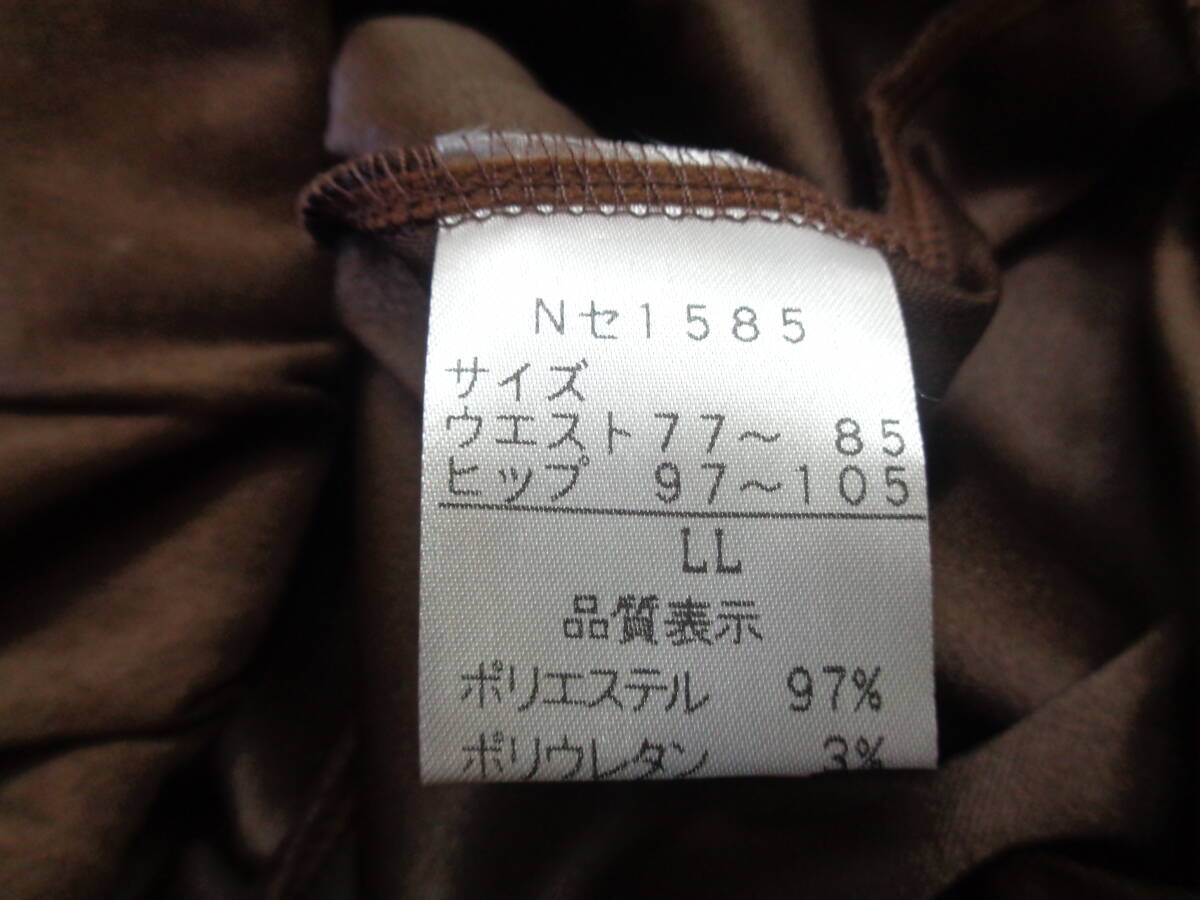 Nセ1585
サイズ
ウエスト77～ 85
ヒップ 97～105
LL
品質表示
ポリエステル 97%
ポリウレタン 3%